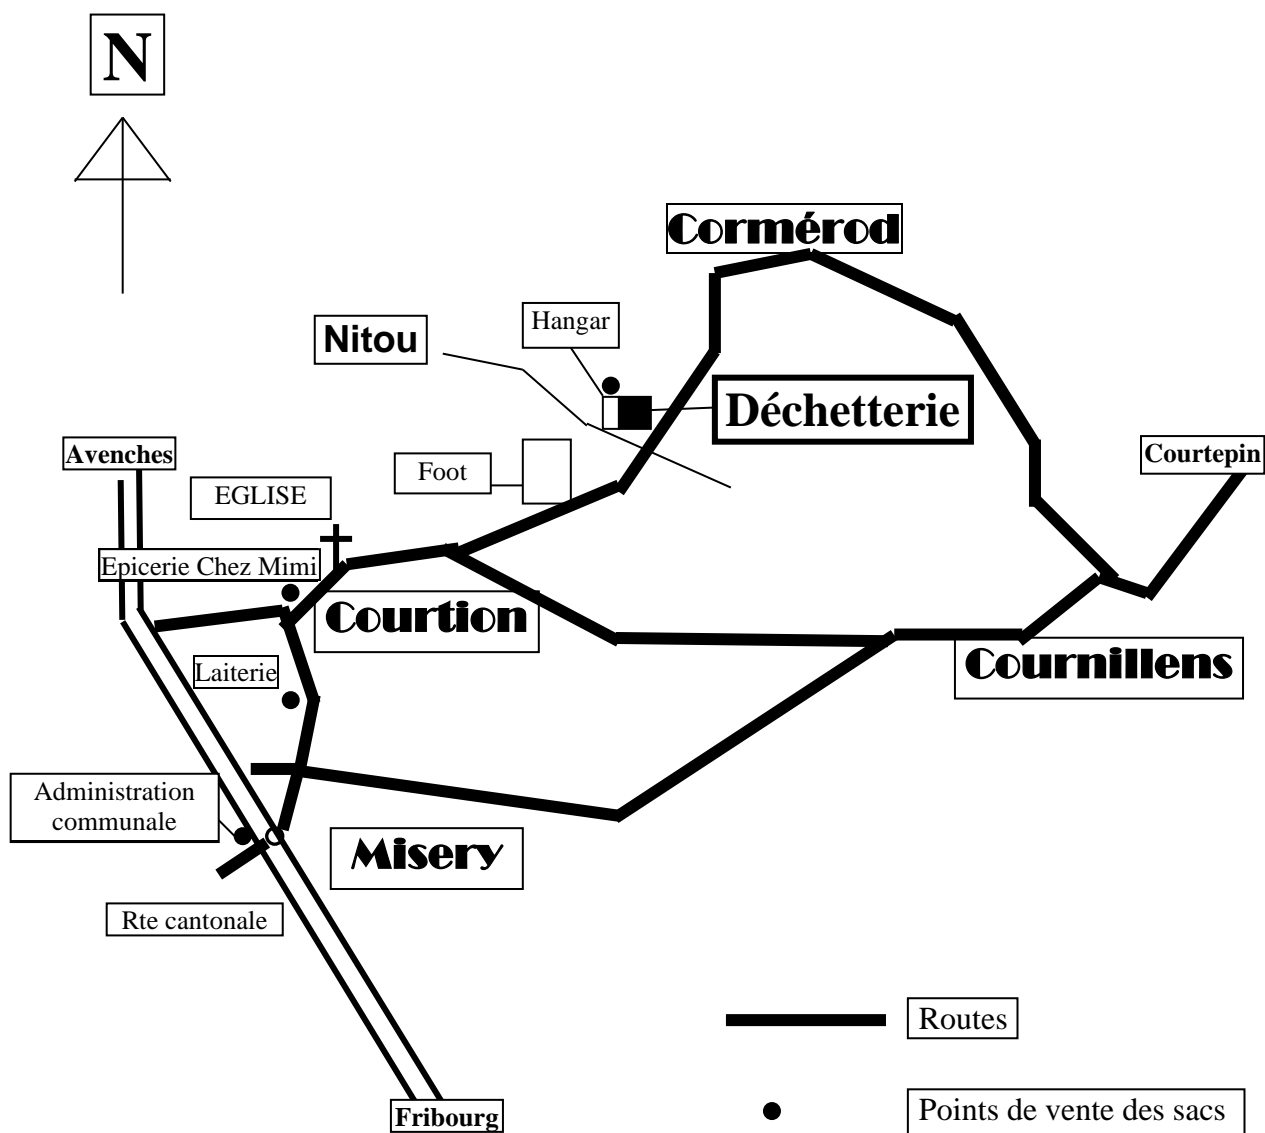 N
Cormérod
Hangar
Nitou
Déchetterie
Avenches
Courtepin
Foot
EGLISE
Epicerie Chez Mimi
Courtion
Cournillens
Laiterie
Administration
communale
Misery
Rte cantonale
Routes
Fribourg
Points de vente des sacs